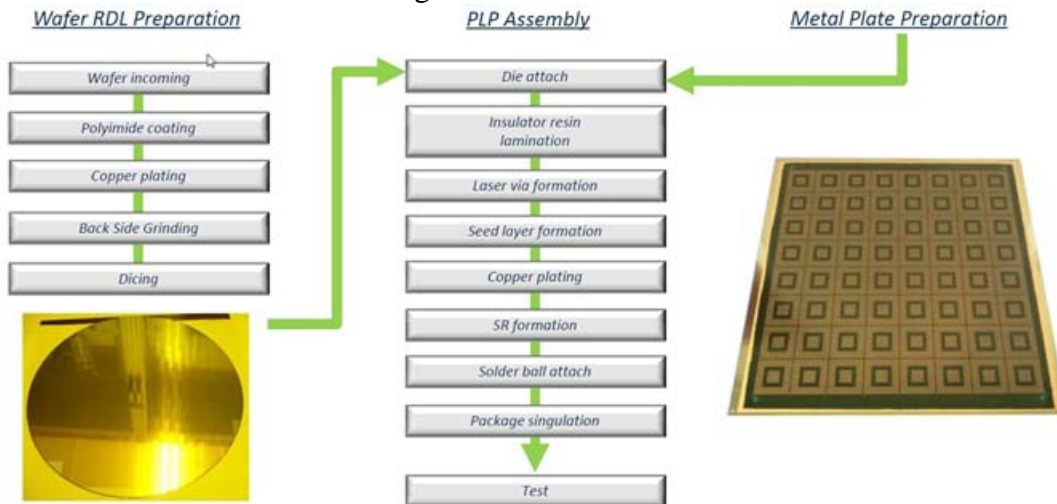 Wafer RDL Preparation
Wafer incoming
Polyimide coating
Copper plating
Back Side Grinding
Dicing
PLP Assembly
Die attach
Insulator resin
lamination
Laser via formation
Seed layer formation
Copper plating
SR formation
Solder ball attach
Package singulation
Test
Metal Plate Preparation